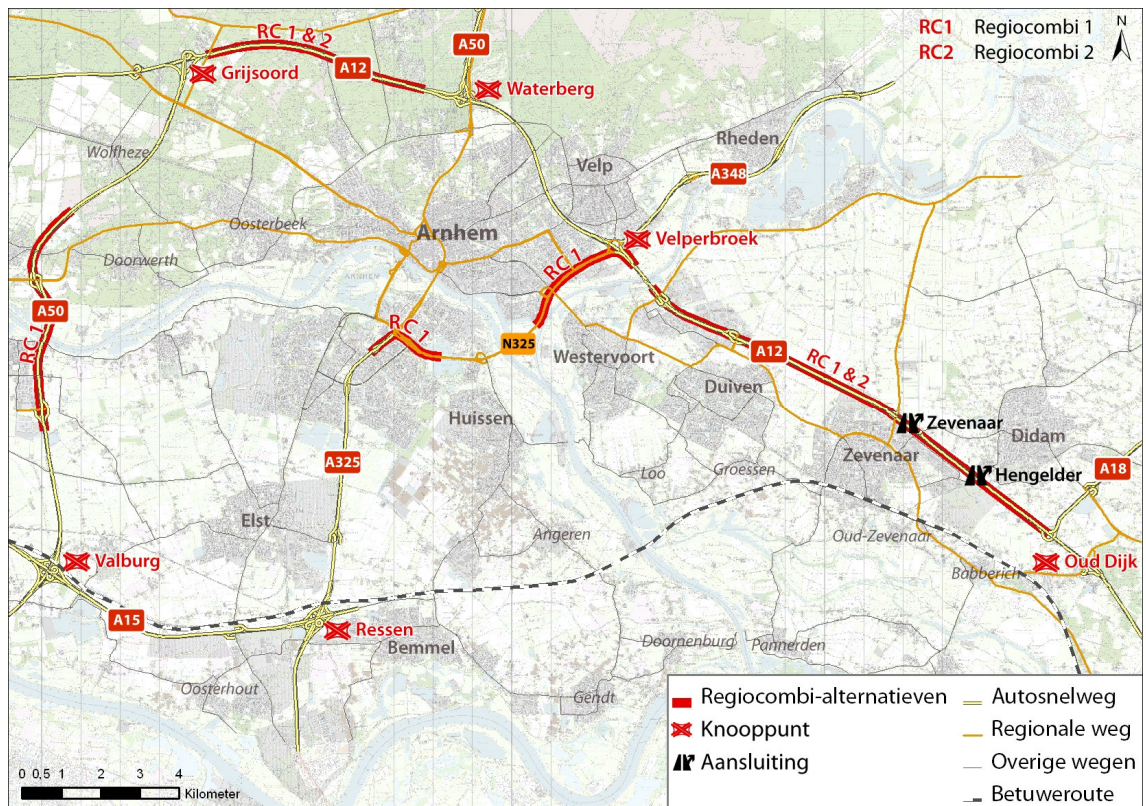 RC1 Regiocombi 1
RC2 Regiocombi 2
N
RC 1 & 2
A50
A12
Grijsoord
Waterberg
Rheden
Wolfheze
Velp
A348
Oosterbeek
Arnhem
Velperbroek
Doorwerth
ARNHEM
RC 1
A50
RC 1
RC 1
N325
Westervoort
A12
RC 1 & 2
Duiven
Huissen
Zevenaar
Didam
Zevenaar
A325
Loo
Groessen
Hengelder
A18
Elst
Angeren
Oud-Zevenaar
Valburg
Babberich
Oud Dijk
A15
Ressen
Bemmel
Doornenburg
Pannerden
Oosterhout
Gendt
Regiocombi-alternatieven
Knooppunt
Aansluiting
Autosnelweg
Regionale weg
Overige wegen
Betuweroute
0 0,5 1 2 3 4
Kilometer